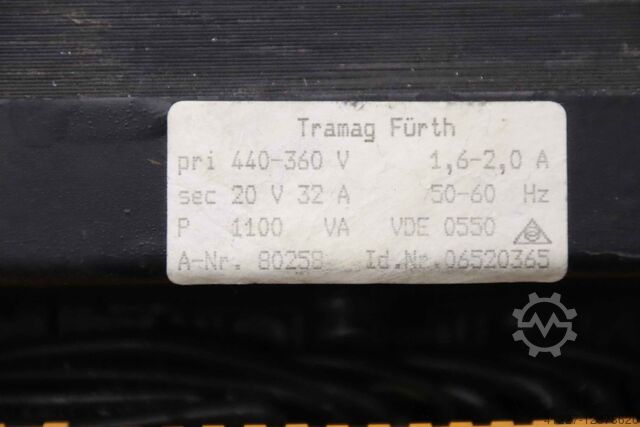 Tramag Fürth
pri 440-360 V 1,6-2,0 A
sec 20 V 32 A 50-60 Hz
P 1100 VA VDE 0550
A-Nr. 80258 Id.Nr.06520365